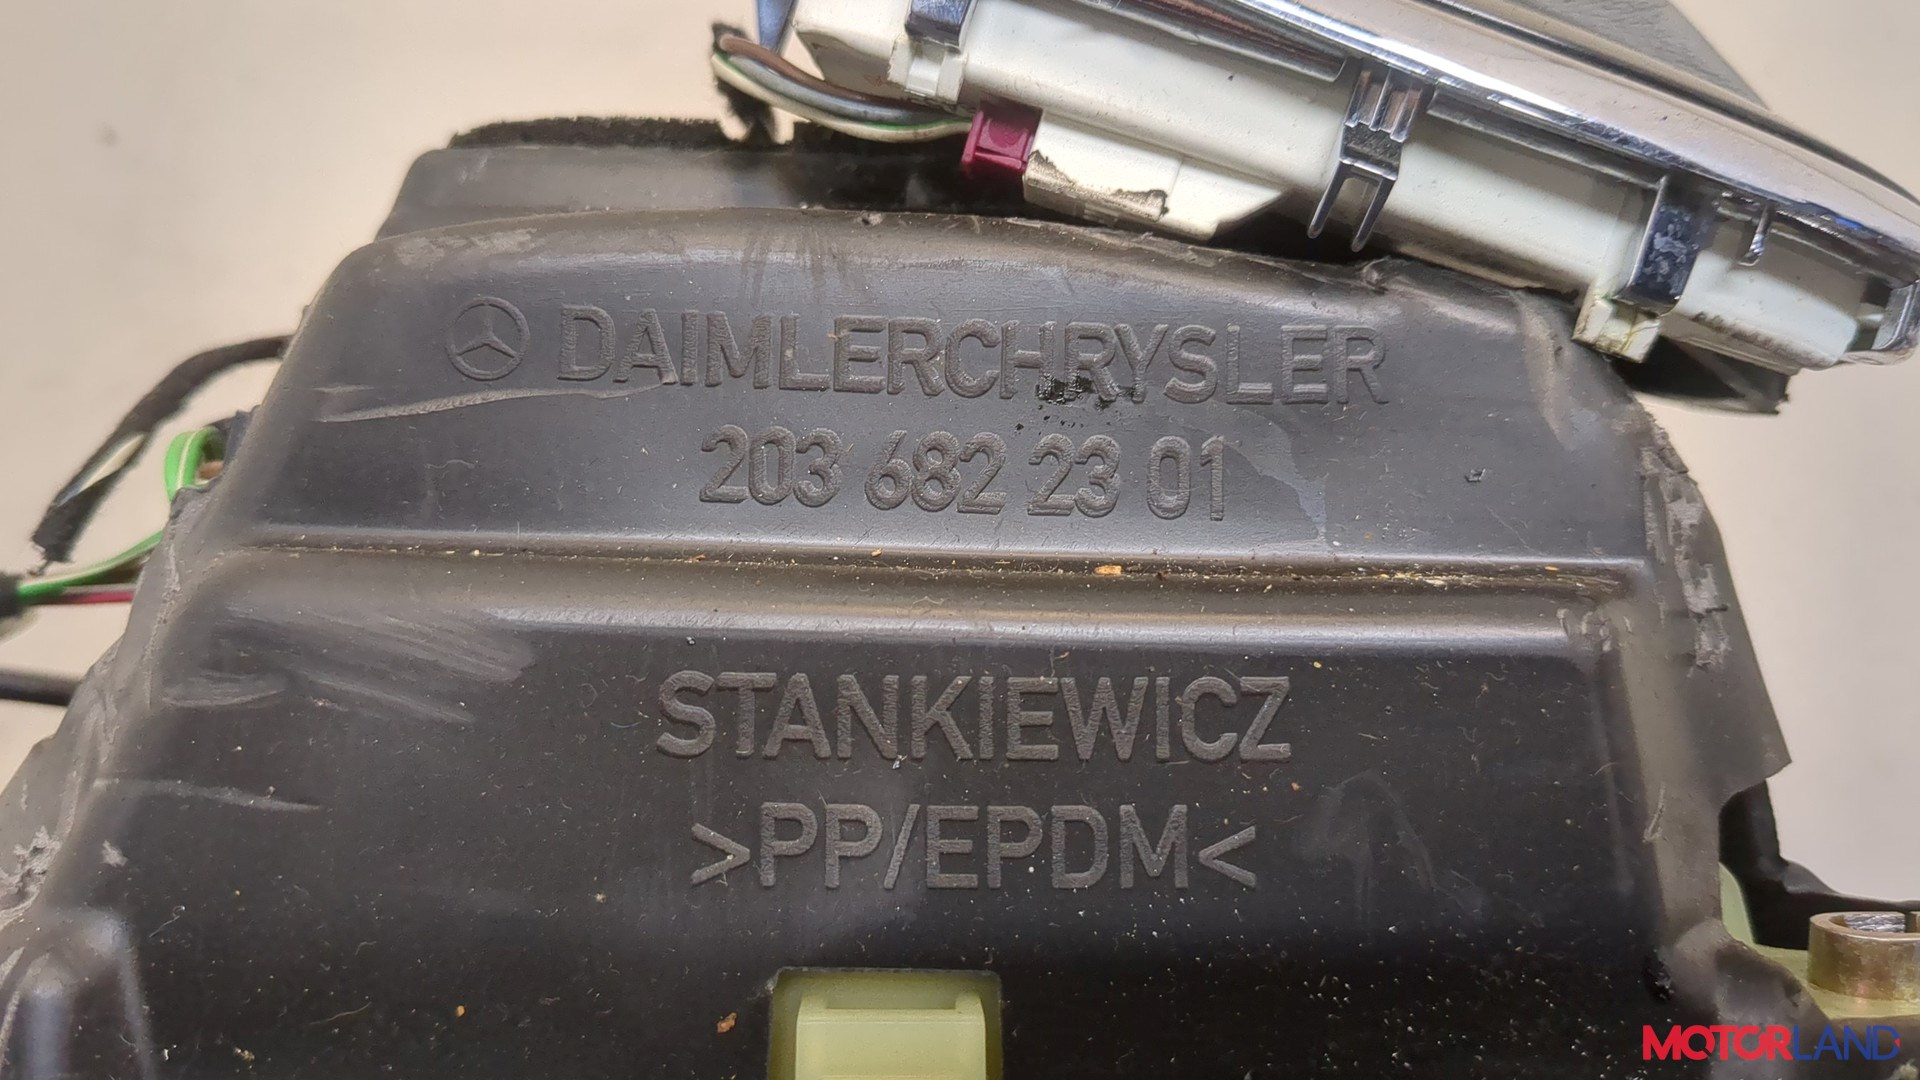 DAIMLERCHRYSLER
203 682 23 01
STANKIEWICZ
>PP/EPDM<
MOTORLAND